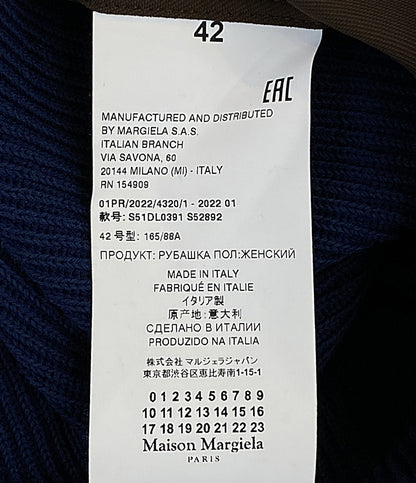 42
EAC
MANUFACTURED AND DISTRIBUTED
BY MARGIELA S.A.S.
ITALIAN BRANCH
VIA SAVONA, 60
20144 MILANO (MI) - ITALY
RN 154909
01PR/2022/4320/1 - 2022 01
款号: S51DL0391 S52892
42 号型: 165/88A
ПРОДУКТ: РУБАШКА ПОЛ:ЖЕНСКИЙ
MADE IN ITALY
FABRIQUÉ EN ITALIE
イタリア製
原产地:意大利
СДЕЛАНО В ИТАЛИИ
PRODUZIDO NA ITALIA
株式会社 マルジェラジャパン
東京都渋谷区恵比寿南1-15-1
0 1 2 3 4 5 6 7 8 9
10 11 12 13 14 15 16
17 18 19 20 21 22 23
Maison Margiela
PARIS